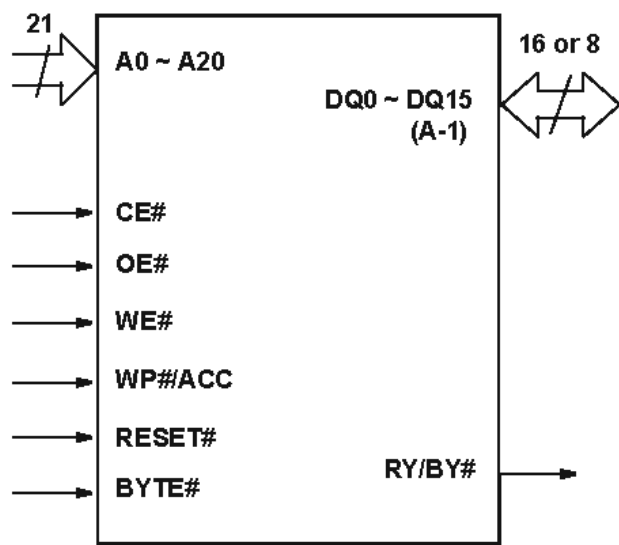 21
A0 ~ A20
16 or 8
DQ0 ~ DQ15
(A-1)
CE#
OE#
WE#
WP#/ACC
RESET#
BYTE#
RY/BY#